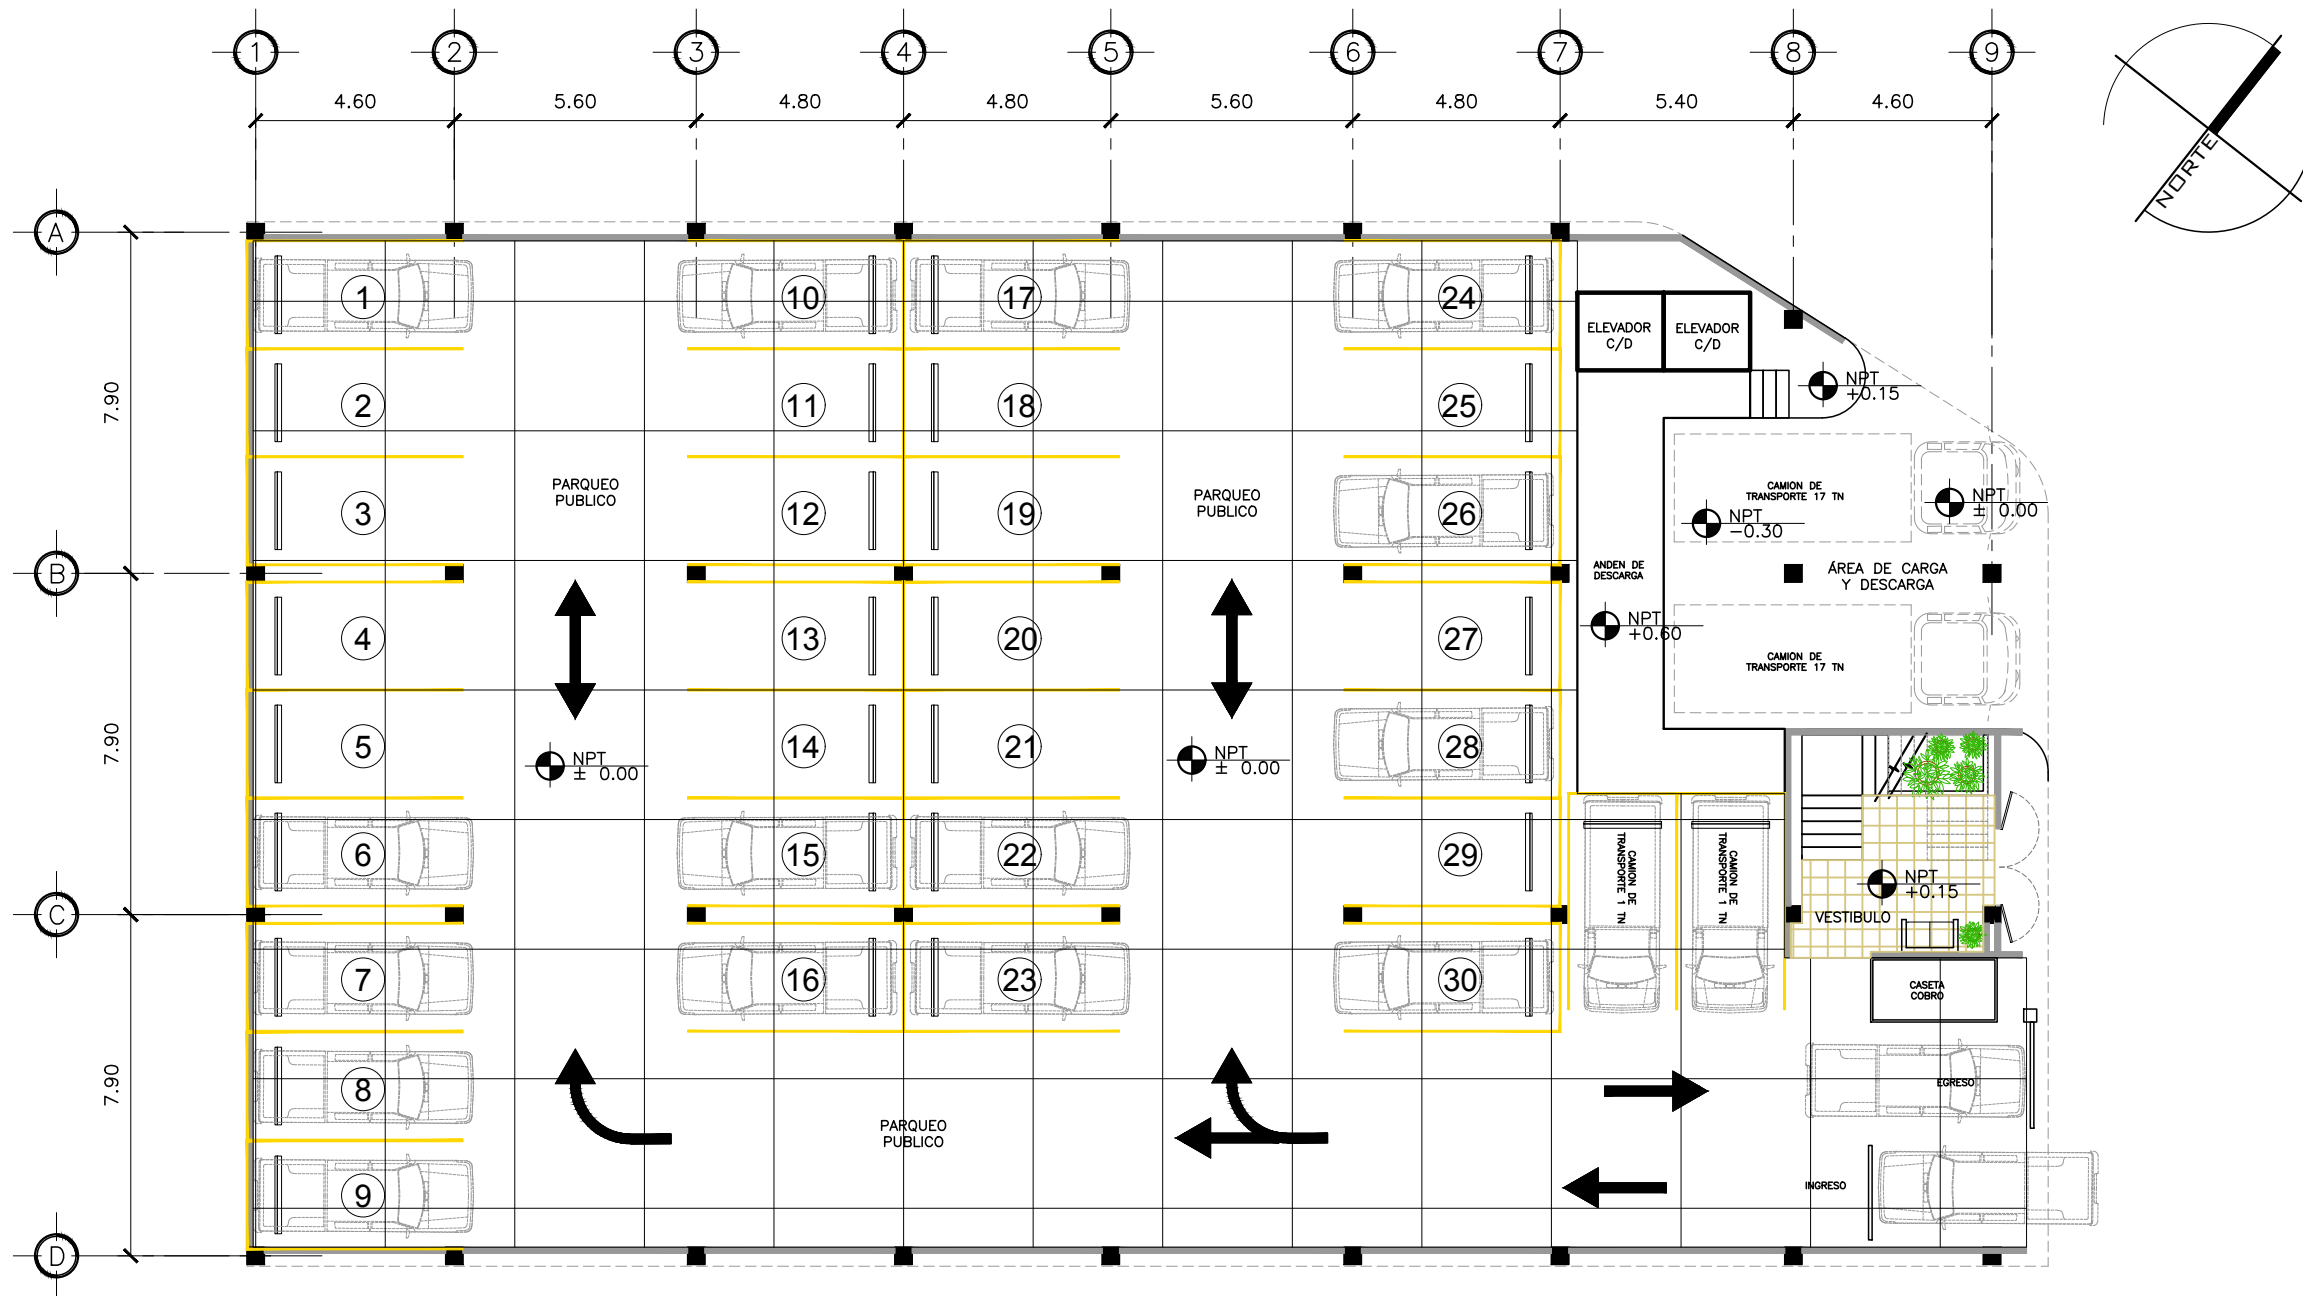 1 2 3 4 5 6 7 8 9
4.60 5.60 4.80 4.80 5.60 4.80 5.40 4.60
NORTE
A
B
C
D
7.90
7.90
7.90
1 10 17 24
2 11 18 25
3 12 19 26
4 13 20 27
5 14 21 28
6 15 22 29
7 16 23 30
8
9
PARQUEO
PUBLICO
PARQUEO
PUBLICO
NPT
± 0.00
NPT
± 0.00
PARQUEO
PUBLICO
ELEVADOR
C/D
ELEVADOR
C/D
NPT
+0.15
CAMION DE
TRANSPORTE 17 TN
NPT
± 0.00
NPT
-0.30
ANDEN DE
DESCARGA
ÁREA DE CARGA
Y DESCARGA
NPT
+0.60
CAMION DE
TRANSPORTE 17 TN
CAMION DE
TRANSPORTE 1 TN
CAMION DE
TRANSPORTE 1 TN
NPT
+0.15
VESTIBULO
CASETA
COBRO
EGRESO
INGRESO